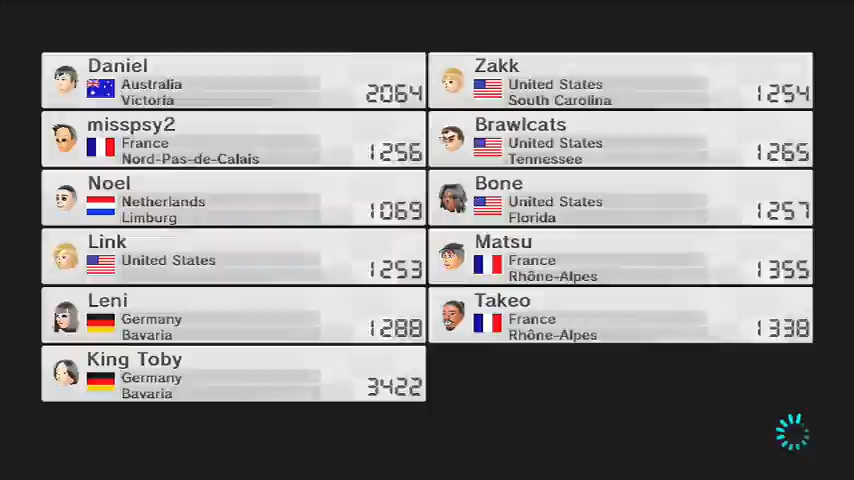 Daniel
Australia
Victoria
2064
misspsy2
France
Nord-Pas-de-Calais
1256
Noel
Netherlands
Limburg
1069
Link
United States
1253
Leni
Germany
Bavaria
1288
King Toby
Germany
Bavaria
3422
Zakk
United States
South Carolina
1254
Brawlcats
United States
Tennessee
1265
Bone
United States
Florida
1257
Matsu
France
Rhône-Alpes
1355
Takeo
France
Rhône-Alpes
1338